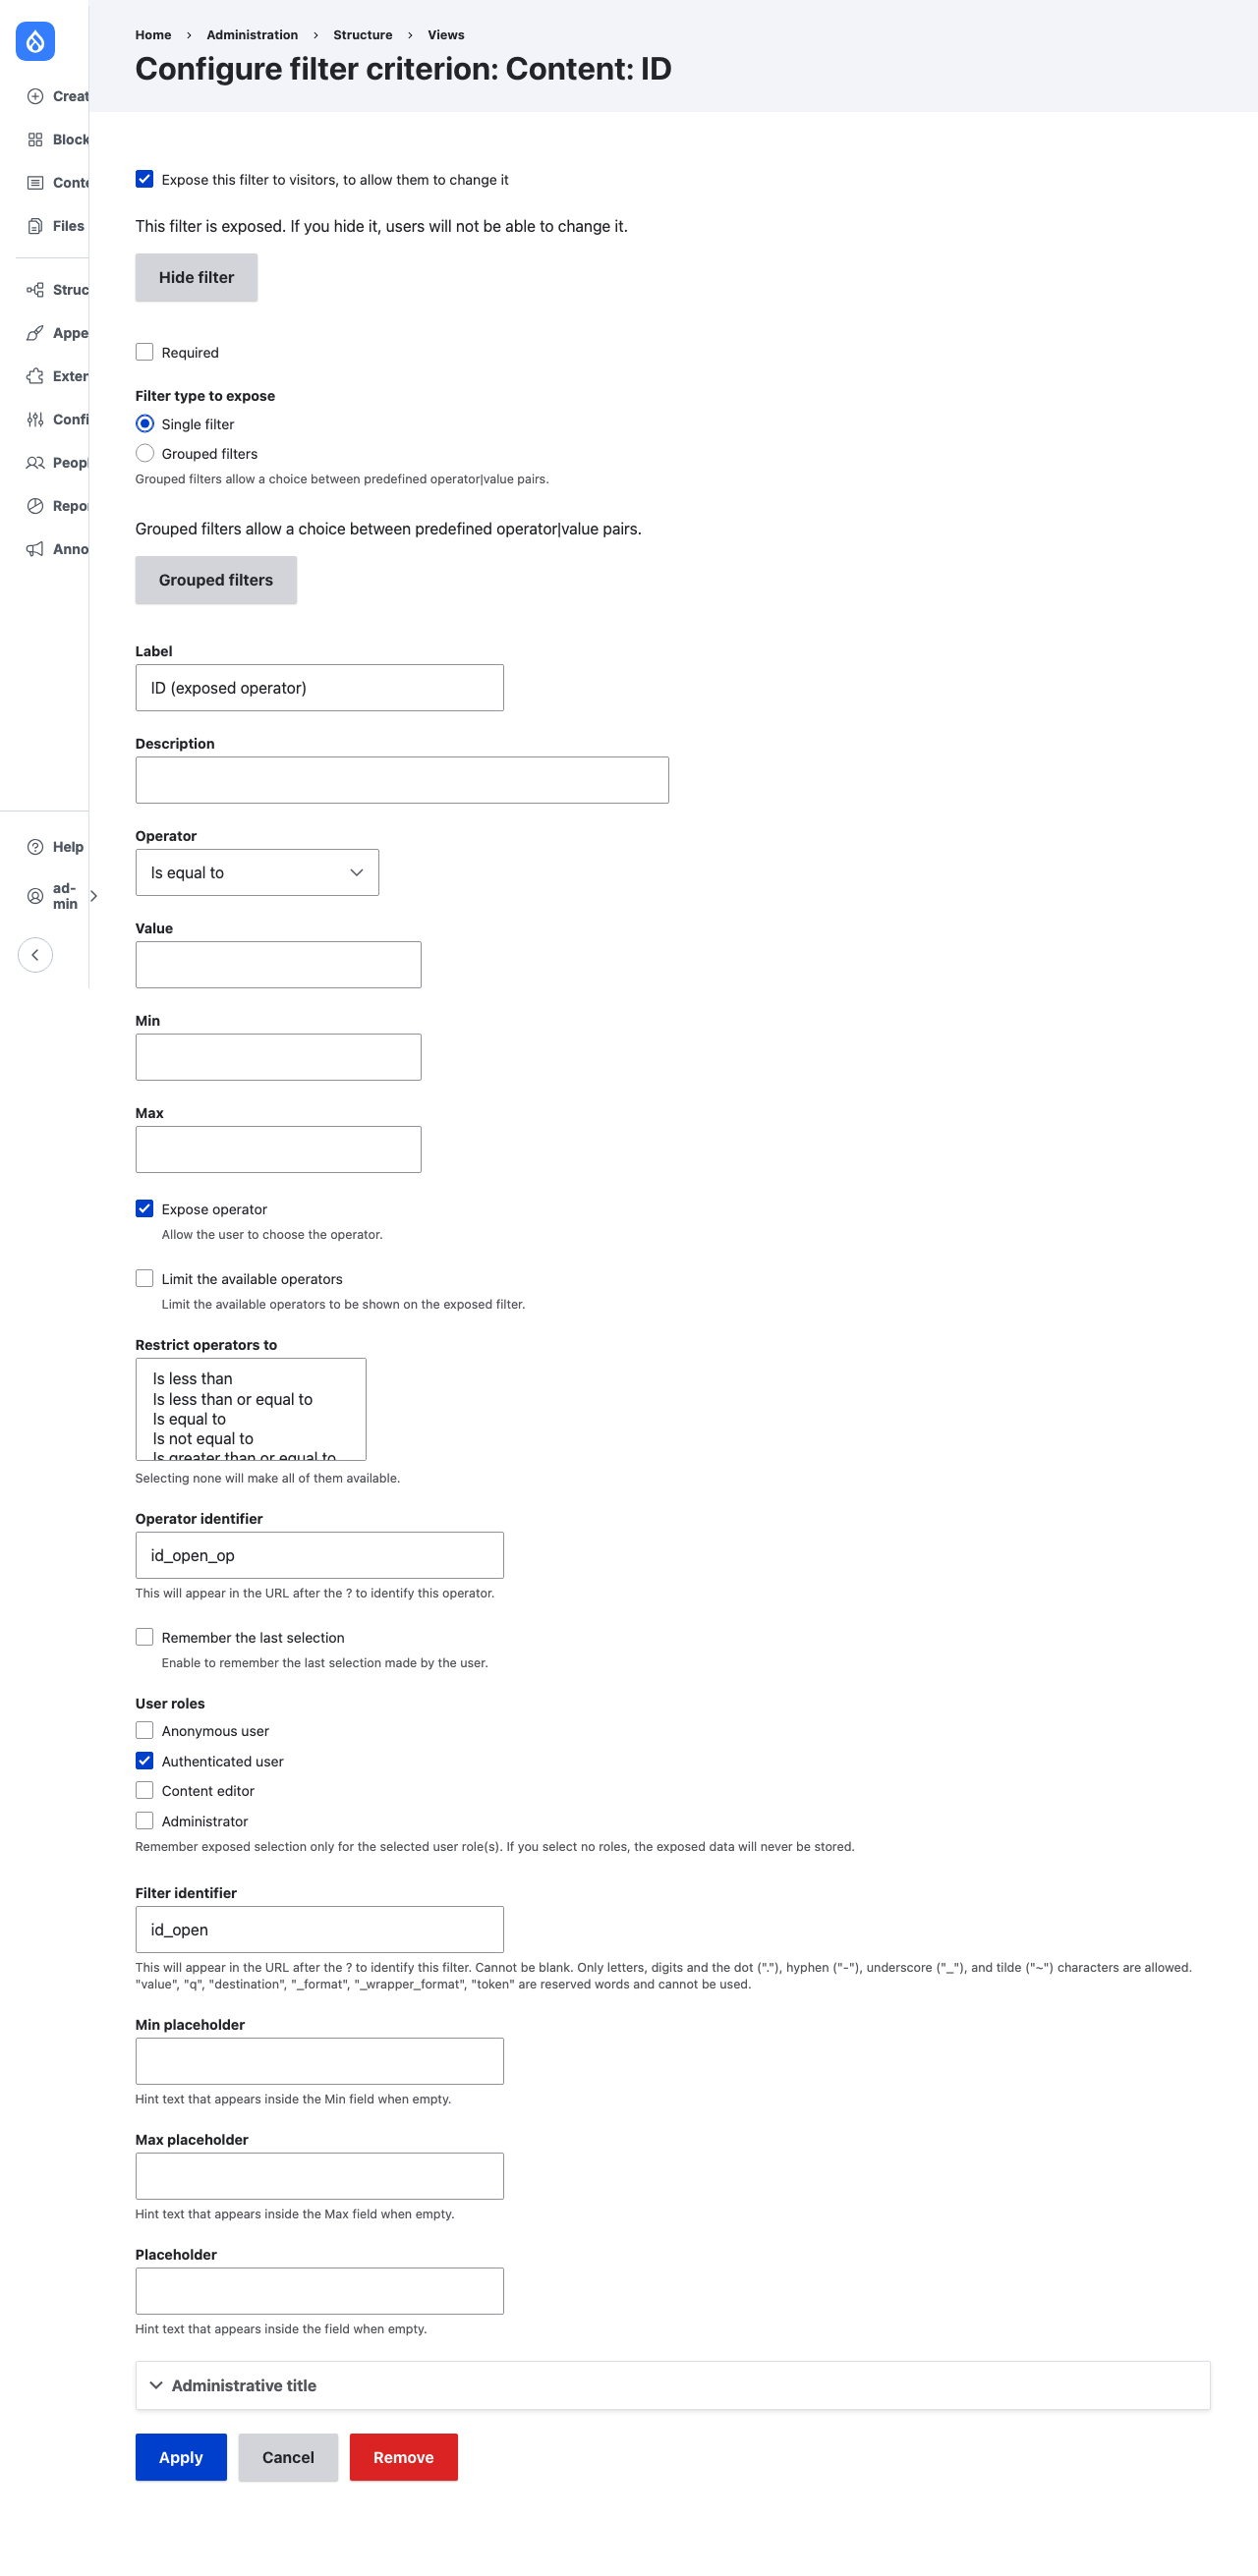 Home > Administration > Structure > Views
Configure filter criterion: Content: ID
Creat
Block
Conte
Files
Struc
Appe
Exter
Confi
Peopl
Repor
Anno
Help
ad-
min
Expose this filter to visitors, to allow them to change it
This filter is exposed. If you hide it, users will not be able to change it.
Hide filter
Required
Filter type to expose
Single filter
Grouped filters
Grouped filters allow a choice between predefined operator|value pairs.
Grouped filters allow a choice between predefined operator|value pairs.
Grouped filters
Label
ID (exposed operator)
Description
Operator
Is equal to
Value
Min
Max
Expose operator
Allow the user to choose the operator.
Limit the available operators
Limit the available operators to be shown on the exposed filter.
Restrict operators to
Is less than
Is less than or equal to
Is equal to
Is not equal to
Is greater than or equal to
Selecting none will make all of them available.
Operator identifier
id_open_op
This will appear in the URL after the ? to identify this operator.
Remember the last selection
Enable to remember the last selection made by the user.
User roles
Anonymous user
Authenticated user
Content editor
Administrator
Remember exposed selection only for the selected user role(s). If you select no roles, the exposed data will never be stored.
Filter identifier
id_open
This will appear in the URL after the ? to identify this filter. Cannot be blank. Only letters, digits and the dot ("."), hyphen ("-"), underscore ("_"), and tilde ("~") characters are allowed.
"value", "q", "destination", "_format", "_wrapper_format", "token" are reserved words and cannot be used.
Min placeholder
Hint text that appears inside the Min field when empty.
Max placeholder
Hint text that appears inside the Max field when empty.
Placeholder
Hint text that appears inside the field when empty.
Administrative title
Apply
Cancel
Remove